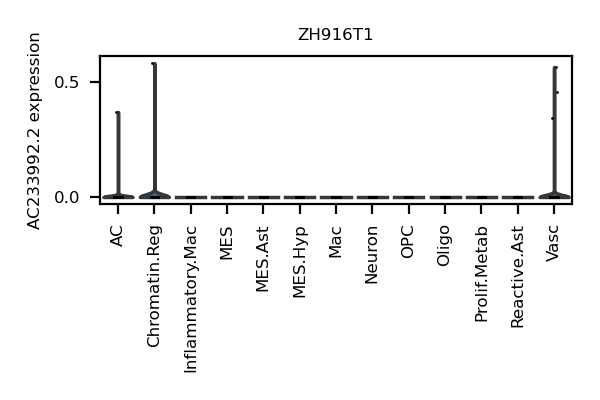 ZH916T1
AC233992.2 expression
0.5
0.0
AC
Chromatin.Reg
Inflammatory.Mac
MES
MES.Ast
MES.Hyp
Mac
Neuron
OPC
Oligo
Prolif.Metab
Reactive.Ast
Vasc